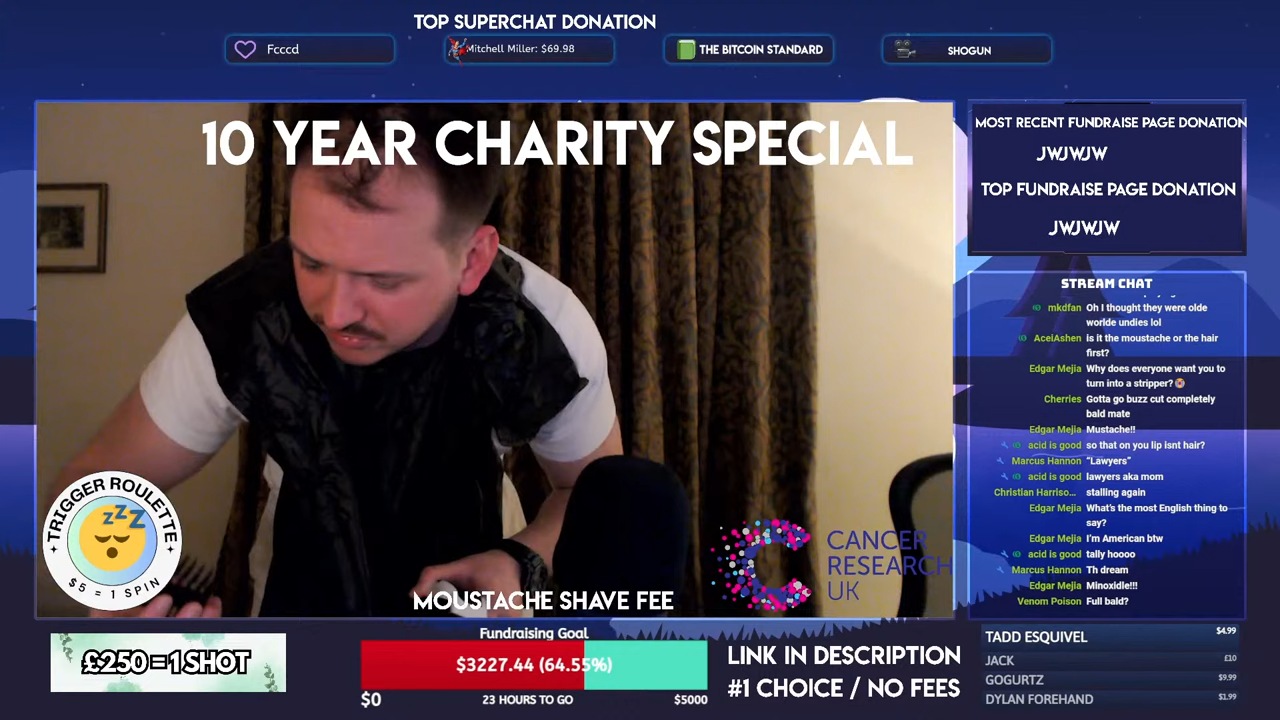 TOP SUPERCHAT DONATION
Fcccd
Mitchell Miller: $69.98
THE BITCOIN STANDARD
SHOGUN
10 YEAR CHARITY SPECIAL
MOST RECENT FUNDRAISE PAGE DONATION
JWJWJW
TOP FUNDRAISE PAGE DONATION
JWJWJW
STREAM CHAT
mkdfan Oh I thought they were olde
worlde undies lol
AcelAshen Is it the moustache or the hair
first?
Edgar Mejia Why does everyone want you to
turn into a stripper?
Cherries Gotta go buzz cut completely
bald mate
Edgar Mejia Mustache!!
acid is good so that on you lip isnt hair?
Marcus Hannon “Lawyers”
acid is good lawyers aka mom
Christian Harriso... stalling again
Edgar Mejia What's the most English thing to
say?
Edgar Mejia I'm American btw
acid is good tally hoooo
Marcus Hannon Th dream
Edgar Mejia Minoxidle!!!
Venom Poison Full bald?
TRIGGER ROULETTE
zzz
$5 = 1 SPIN
CANCER
RESEARCH
UK
MOUSTACHE SHAVE FEE
£250 = 1 SHOT
Fundraising Goal
$3227.44 (64.55%)
$0
23 HOURS TO GO
$5000
LINK IN DESCRIPTION
#1 CHOICE / NO FEES
TADD ESQUIVEL $4.99
JACK £10
GOGURTZ $9.99
DYLAN FOREHAND $1.99